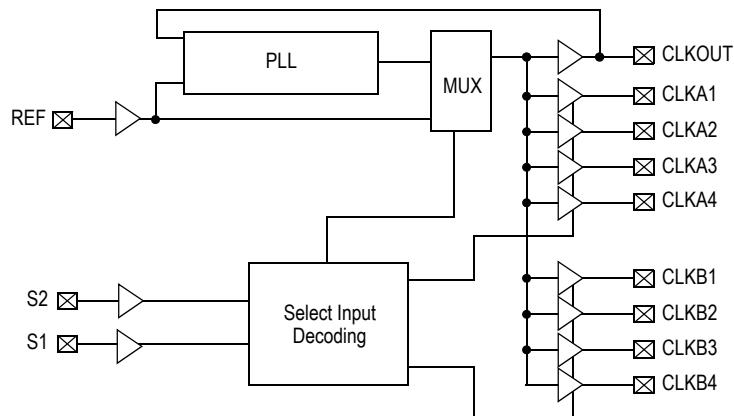 PLL
MUX
CLKOUT
REF
CLKA1
CLKA2
CLKA3
CLKA4
S2
S1
Select Input
Decoding
CLKB1
CLKB2
CLKB3
CLKB4